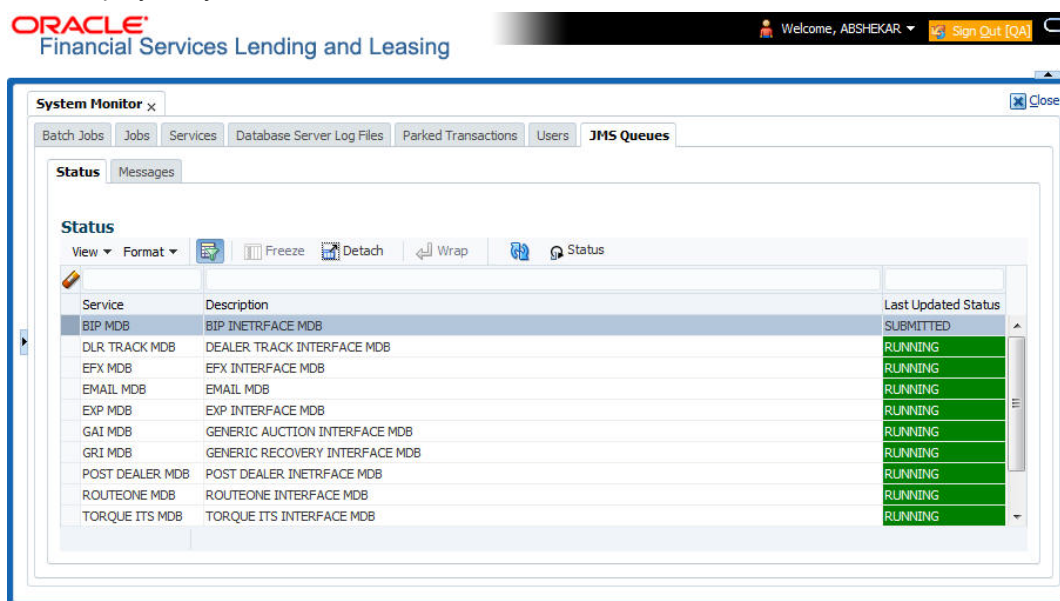 ORACLE
Financial Services Lending and Leasing
Welcome, ABSHEKAR
Sign Out [QA]
System Monitor ×
Close
Batch Jobs Jobs Services Database Server Log Files Parked Transactions Users JMS Queues
Status Messages
Status
View Format Freeze Detach Wrap Status
Service Description Last Updated Status
BIP MDB BIP INETRFACE MDB SUBMITTED
DLR TRACK MDB DEALER TRACK INTERFACE MDB RUNNING
EFX MDB EFX INTERFACE MDB RUNNING
EMAIL MDB EMAIL MDB RUNNING
EXP MDB EXP INTERFACE MDB RUNNING
GAI MDB GENERIC AUCTION INTERFACE MDB RUNNING
GRI MDB GENERIC RECOVERY INTERFACE MDB RUNNING
POST DEALER MDB POST DEALER INETRFACE MDB RUNNING
ROUTEONE MDB ROUTEONE INTERFACE MDB RUNNING
TORQUE ITS MDB TORQUE ITS INTERFACE MDB RUNNING